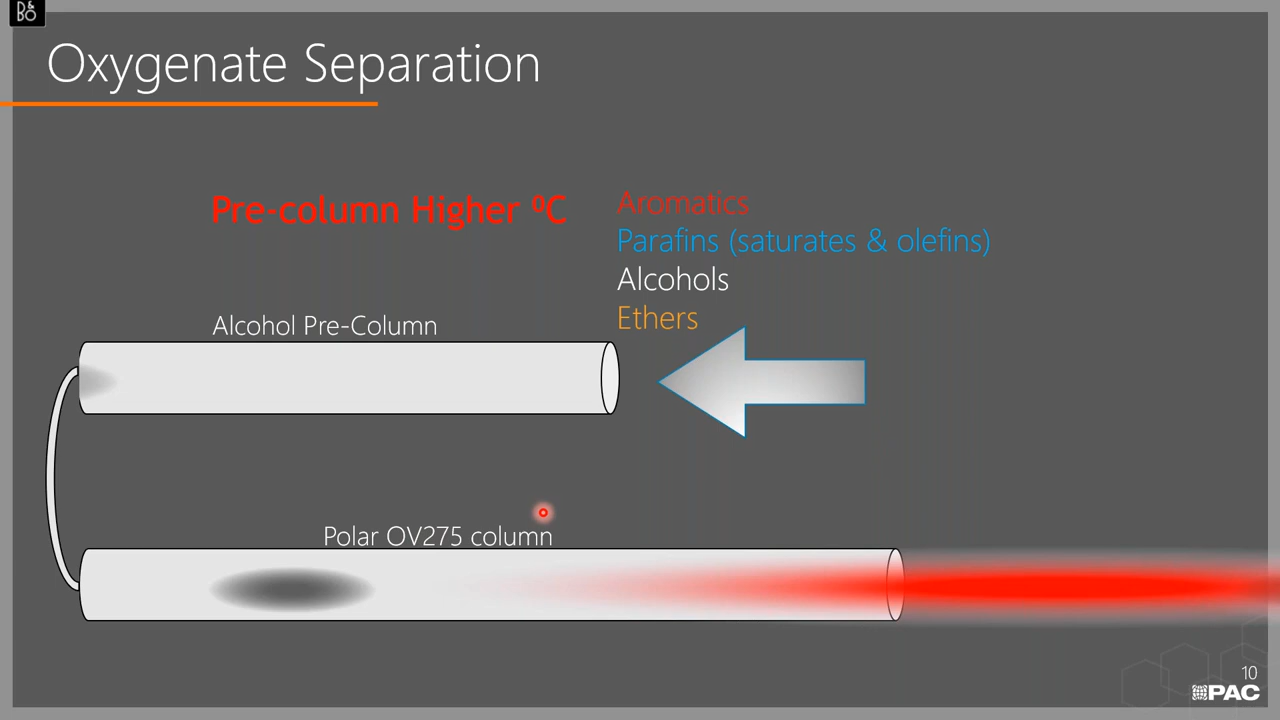 B&O
Oxygenate Separation
Pre-column Higher ⁰C
Aromatics
Parafins (saturates & olefins)
Alcohols
Ethers
Alcohol Pre-Column
Polar OV275 column
10
PAC